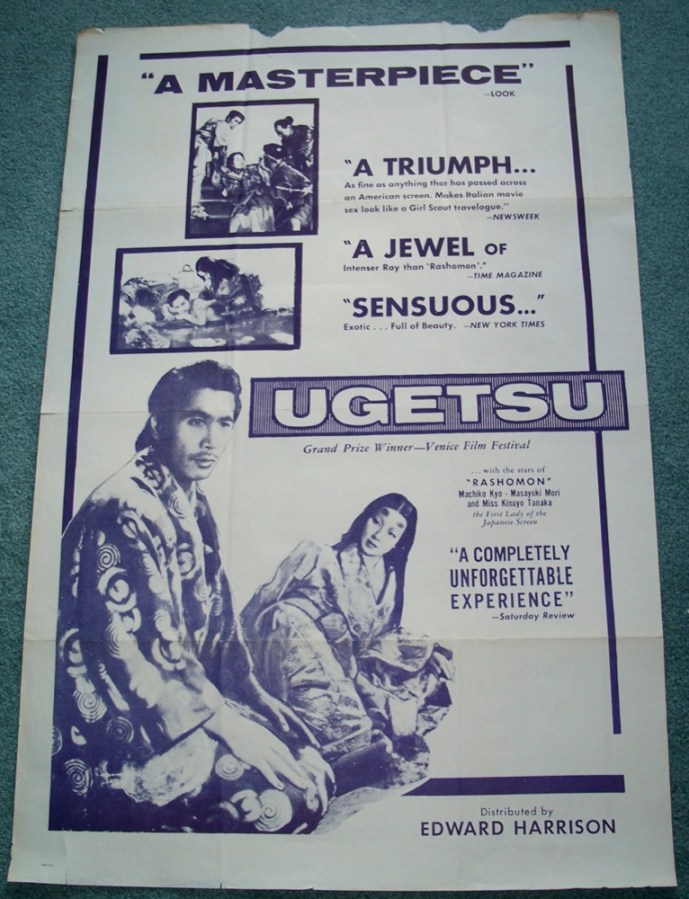 "A MASTERPIECE"
—LOOK
"A TRIUMPH...
As fine as anything that has passed across
an American screen. Makes Italian movie
sex look like a Girl Scout travelogue."
—NEWSWEEK
"A JEWEL OF
Intenser Ray than 'Rashomon'."
—TIME MAGAZINE
"SENSUOUS..."
Exotic . . . Full of Beauty. —NEW YORK TIMES
UGETSU
Grand Prize Winner—Venice Film Festival
...with the stars of
"RASHOMON"
Machiko Kyo - Masayuki Mori
and Miss Kinuyo Tanaka
the First Lady of the
Japanese Screen
"A COMPLETELY
UNFORGETTABLE
EXPERIENCE"
—Saturday Review
Distributed by
EDWARD HARRISON